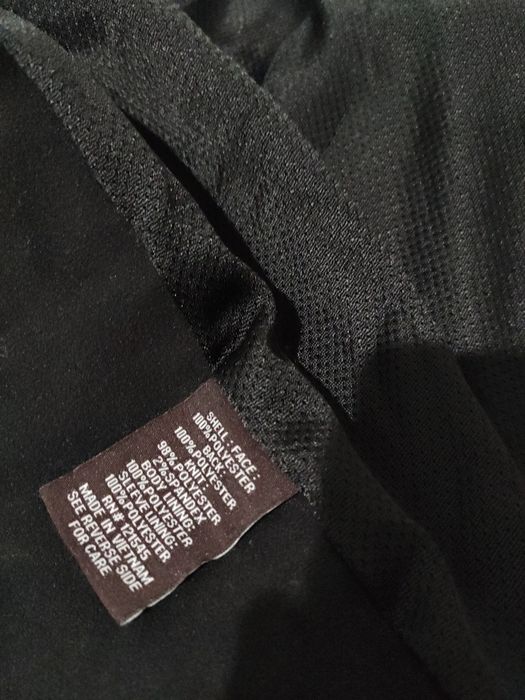 SHELL : FACE :
100%POLYESTER
BACK :
100%POLYESTER
KNIT :
98%POLYESTER
2%SPANDEX
BODY LINING:
100%POLYESTER
SLEEVE LINING:
100%POLYESTER
RN# 121515
MADE IN VIETNAM
SEE REVERSE SIDE
FOR CARE